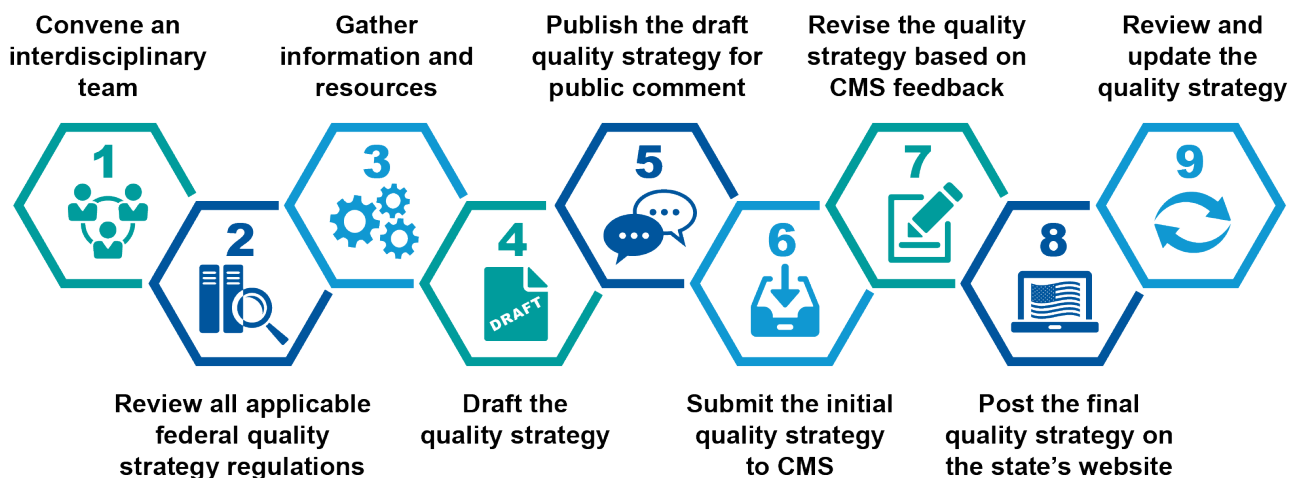 Convene an
interdisciplinary
team
1
2
Review all applicable
federal quality
strategy regulations
Gather
information and
resources
3
4
DRAFT
Draft the
quality strategy
Publish the draft
quality strategy for
public comment
5
6
Submit the initial
quality strategy
to CMS
Revise the quality
strategy based on
CMS feedback
7
8
Post the final
quality strategy on
the state’s website
Review and
update the
quality strategy
9